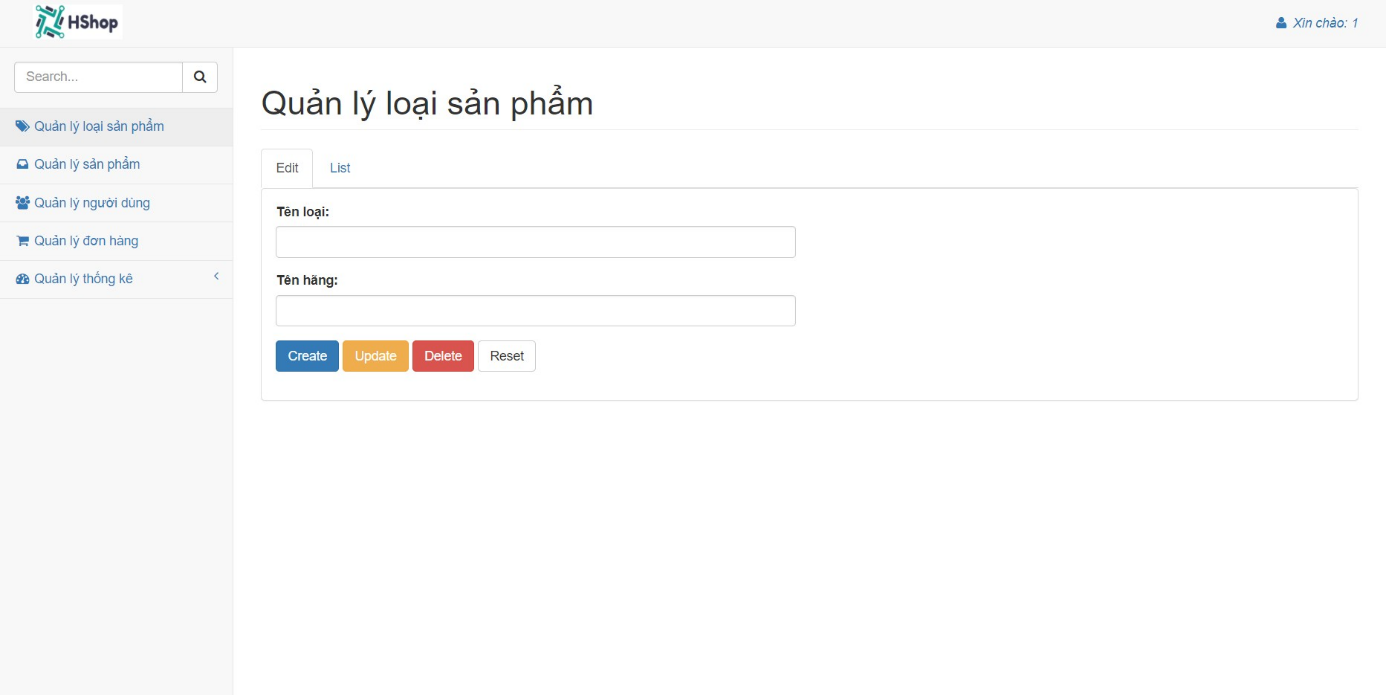 HShop
Xin chào: 1
Search...
Quản lý loại sản phẩm
Quản lý sản phẩm
Quản lý người dùng
Quản lý đơn hàng
Quản lý thống kê
Quản lý loại sản phẩm
Edit List
Tên loại:
Tên hãng:
Create Update Delete Reset